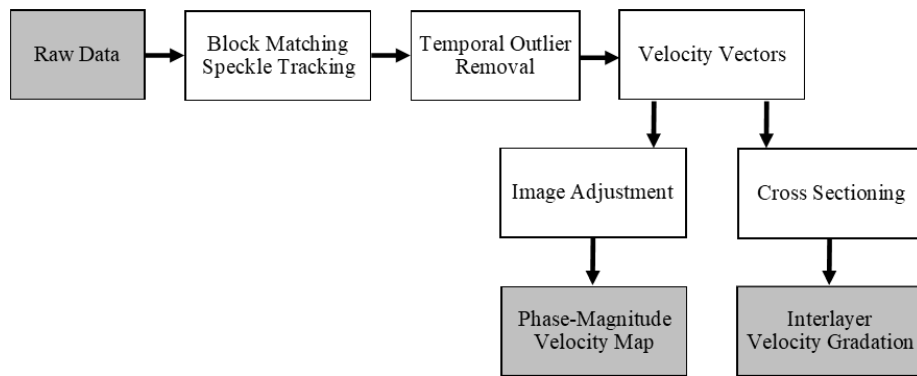 Raw Data
Block Matching
Speckle Tracking
Temporal Outlier
Removal
Velocity Vectors
Image Adjustment
Cross Sectioning
Phase-Magnitude
Velocity Map
Interlayer
Velocity Gradation